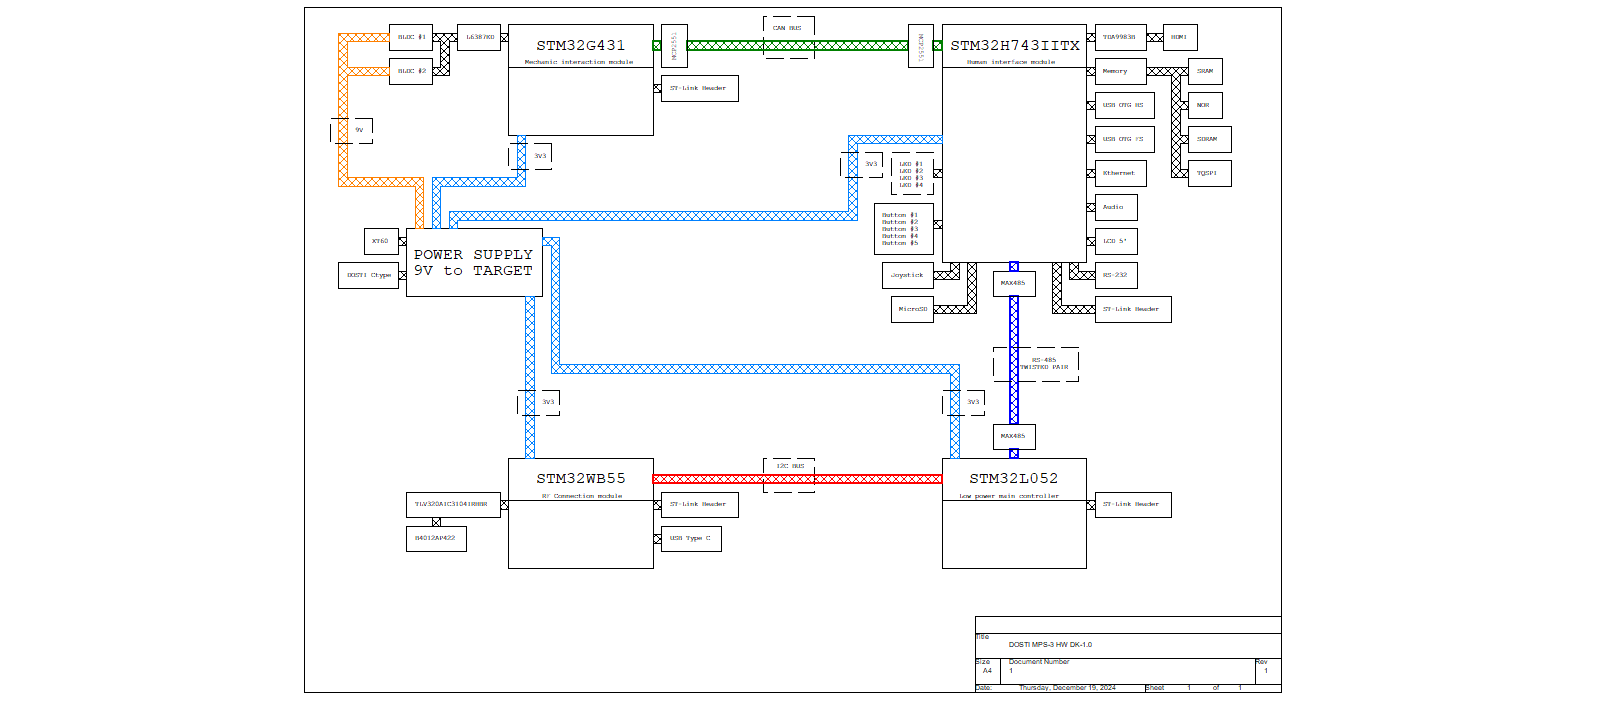 BLDC #1
L6387ED
STM32G431
Mechanic interaction module
MCP2551
CAN BUS
MCP2551
STM32H743IITX
Human interface module
TDA9983B
HDMI
BLDC #2
Memory
SRAM
ST-Link Header
USB OTG HS
NOR
9V
USB OTG FS
SDRAM
3V3
3V3
LED #1
LED #2
LED #3
LED #4
Ethernet
TQSPI
Audio
Button #1
Button #2
Button #3
Button #4
Button #5
XT60
POWER SUPPLY
9V to TARGET
LCD 5"
DOSTI Ctype
Joystick
MAX485
RS-232
MicroSD
ST-Link Header
RS-485
TWISTED PAIR
3V3
3V3
MAX485
STM32WB55
RF Connection module
I2C BUS
STM32L052
Low power main controller
TLV320AIC3104IRHBR
ST-Link Header
ST-Link Header
USB Type C
Title
DOSTI MPS-3 HW DK-1.0
Size
Document Number
Rev
A4
1
1
Date:
Thursday, December 19, 2024
Sheet
1
of
1